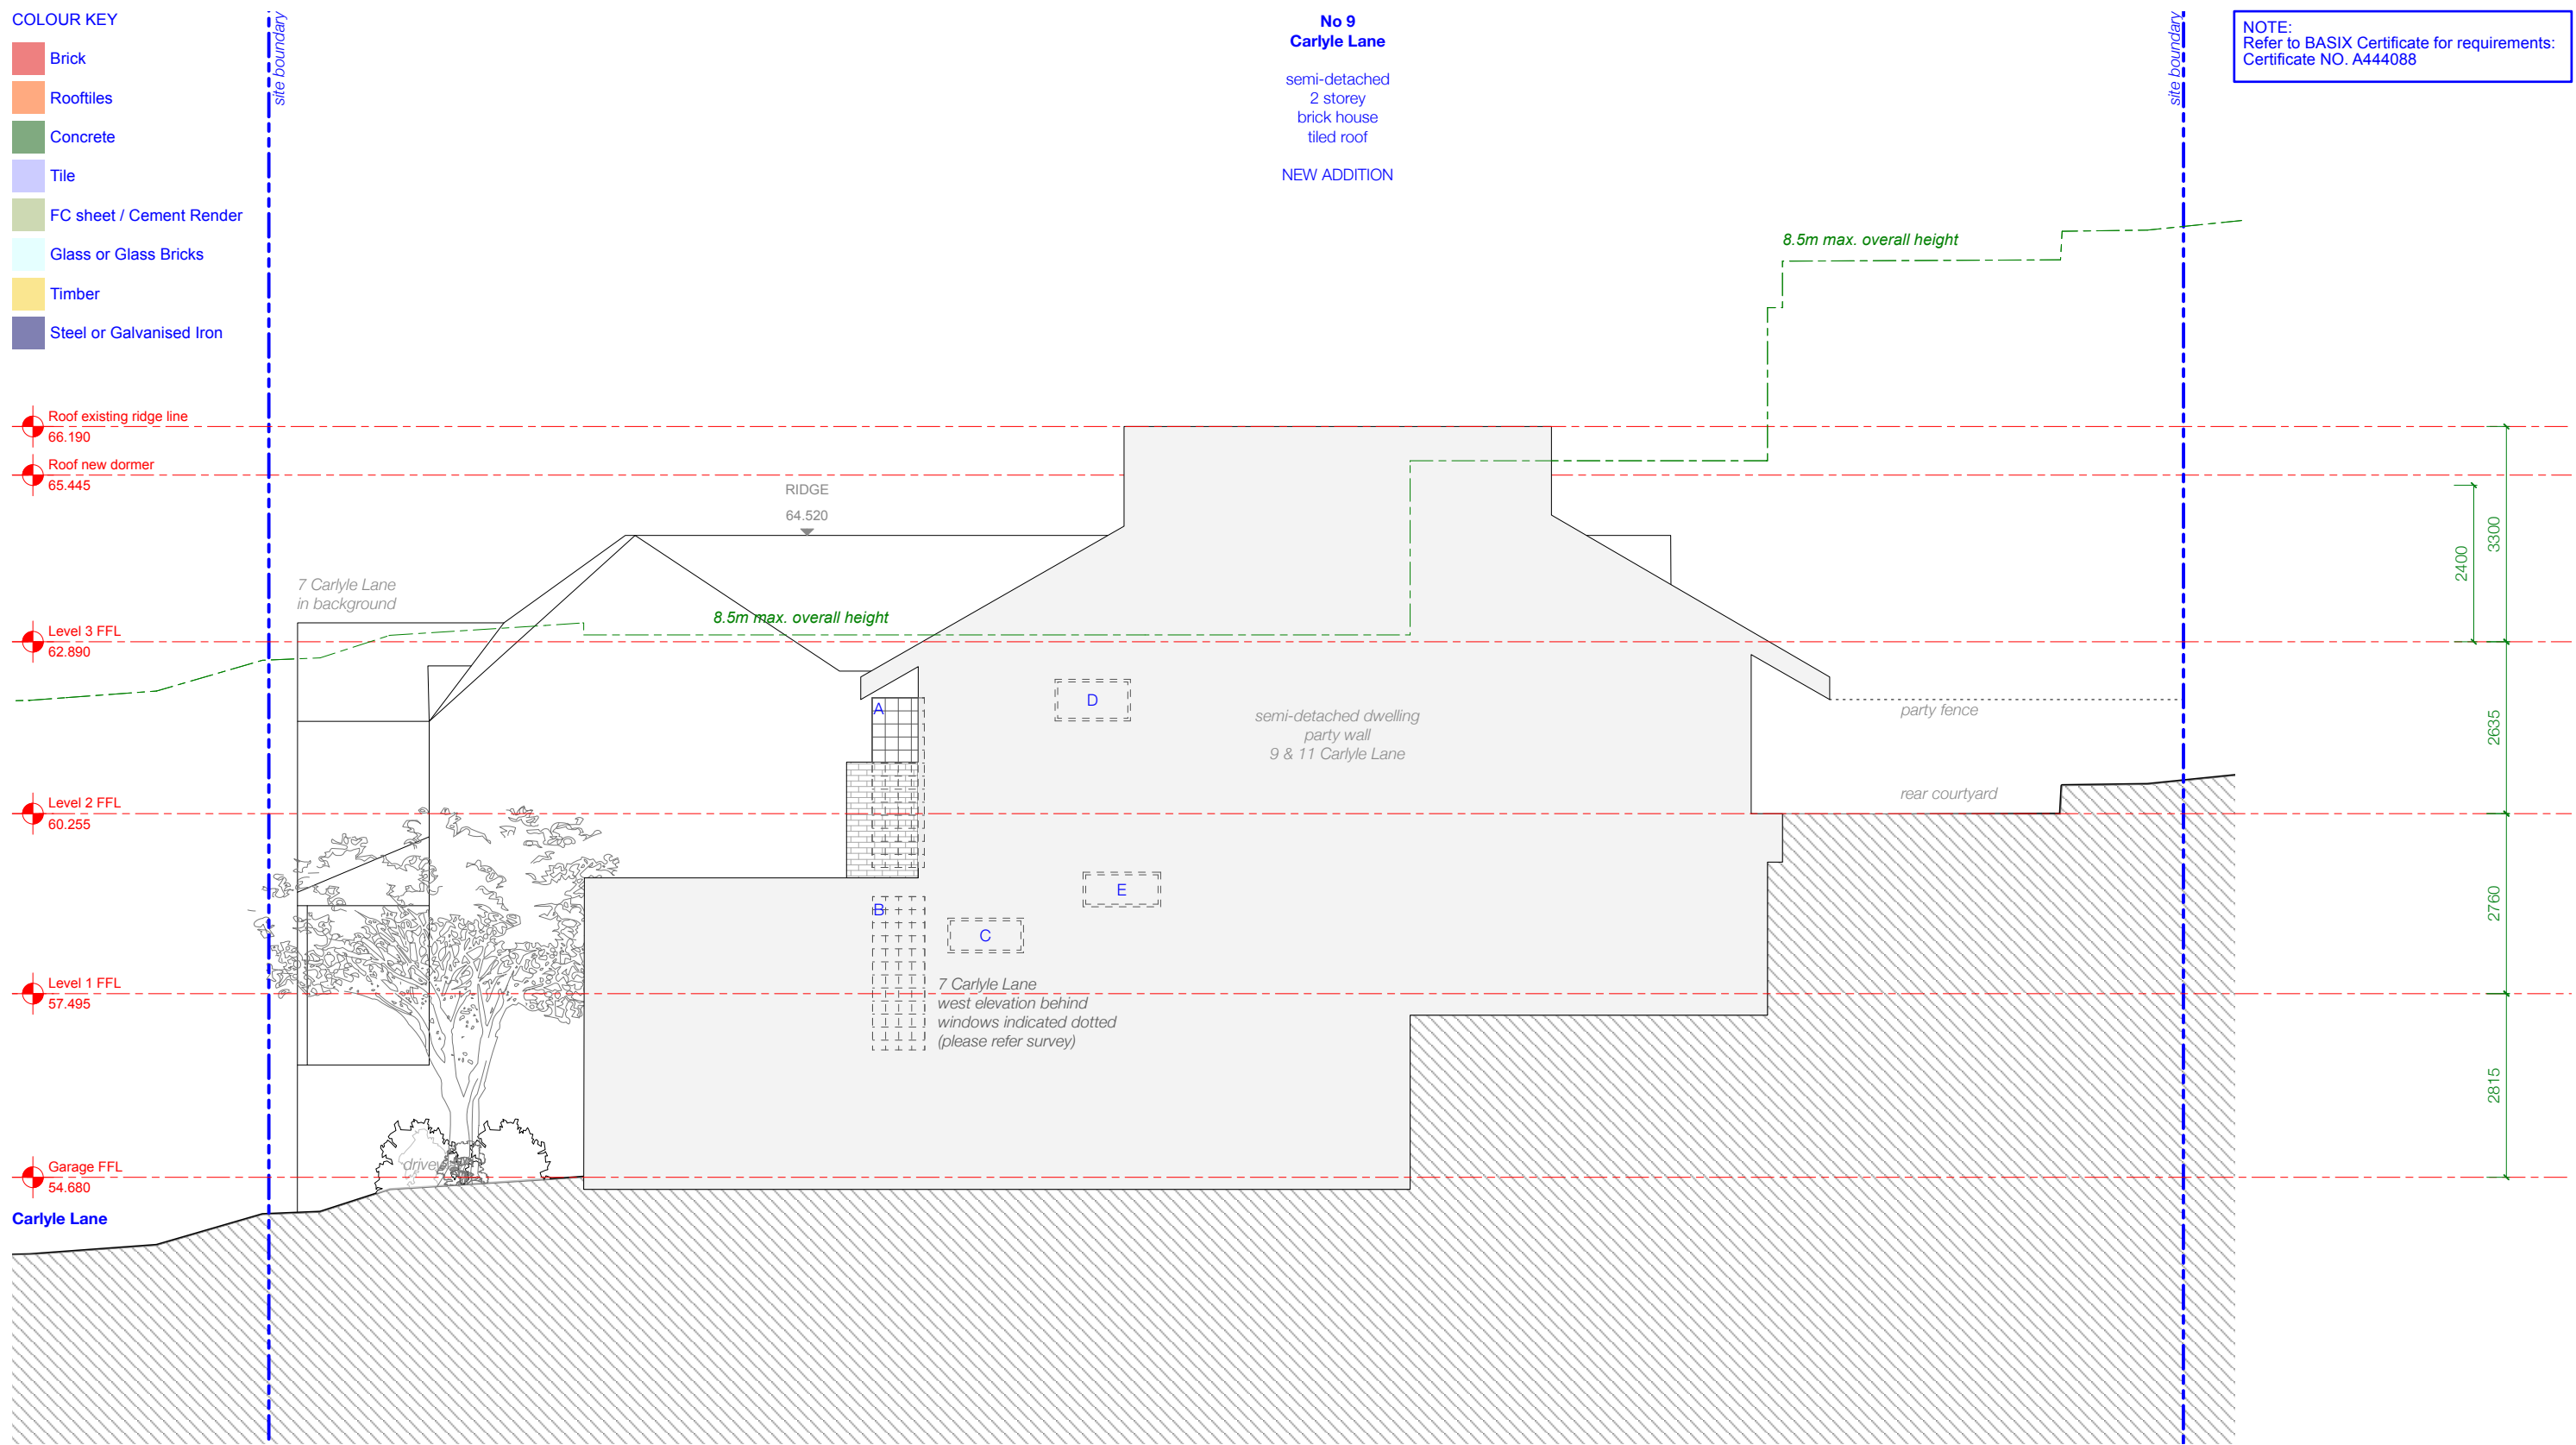 COLOUR KEY
Brick
Rooftiles
Concrete
Tile
FC sheet / Cement Render
Glass or Glass Bricks
Timber
Steel or Galvanised Iron
site boundary
No 9
Carlyle Lane
semi-detached
2 storey
brick house
tiled roof
NEW ADDITION
site boundary
NOTE:
Refer to BASIX Certificate for requirements:
Certificate NO. A444088
8.5m max. overall height
Roof existing ridge line
66.190
Roof new dormer
65.445
RIDGE
64.520
3300
2400
7 Carlyle Lane
in background
8.5m max. overall height
Level 3 FFL
62.890
A
D
semi-detached dwelling
party wall
9 & 11 Carlyle Lane
party fence
2635
rear courtyard
Level 2 FFL
60.255
E
B
C
2760
7 Carlyle Lane
west elevation behind
windows indicated dotted
(please refer survey)
Level 1 FFL
57.495
2815
Garage FFL
54.680
Carlyle Lane